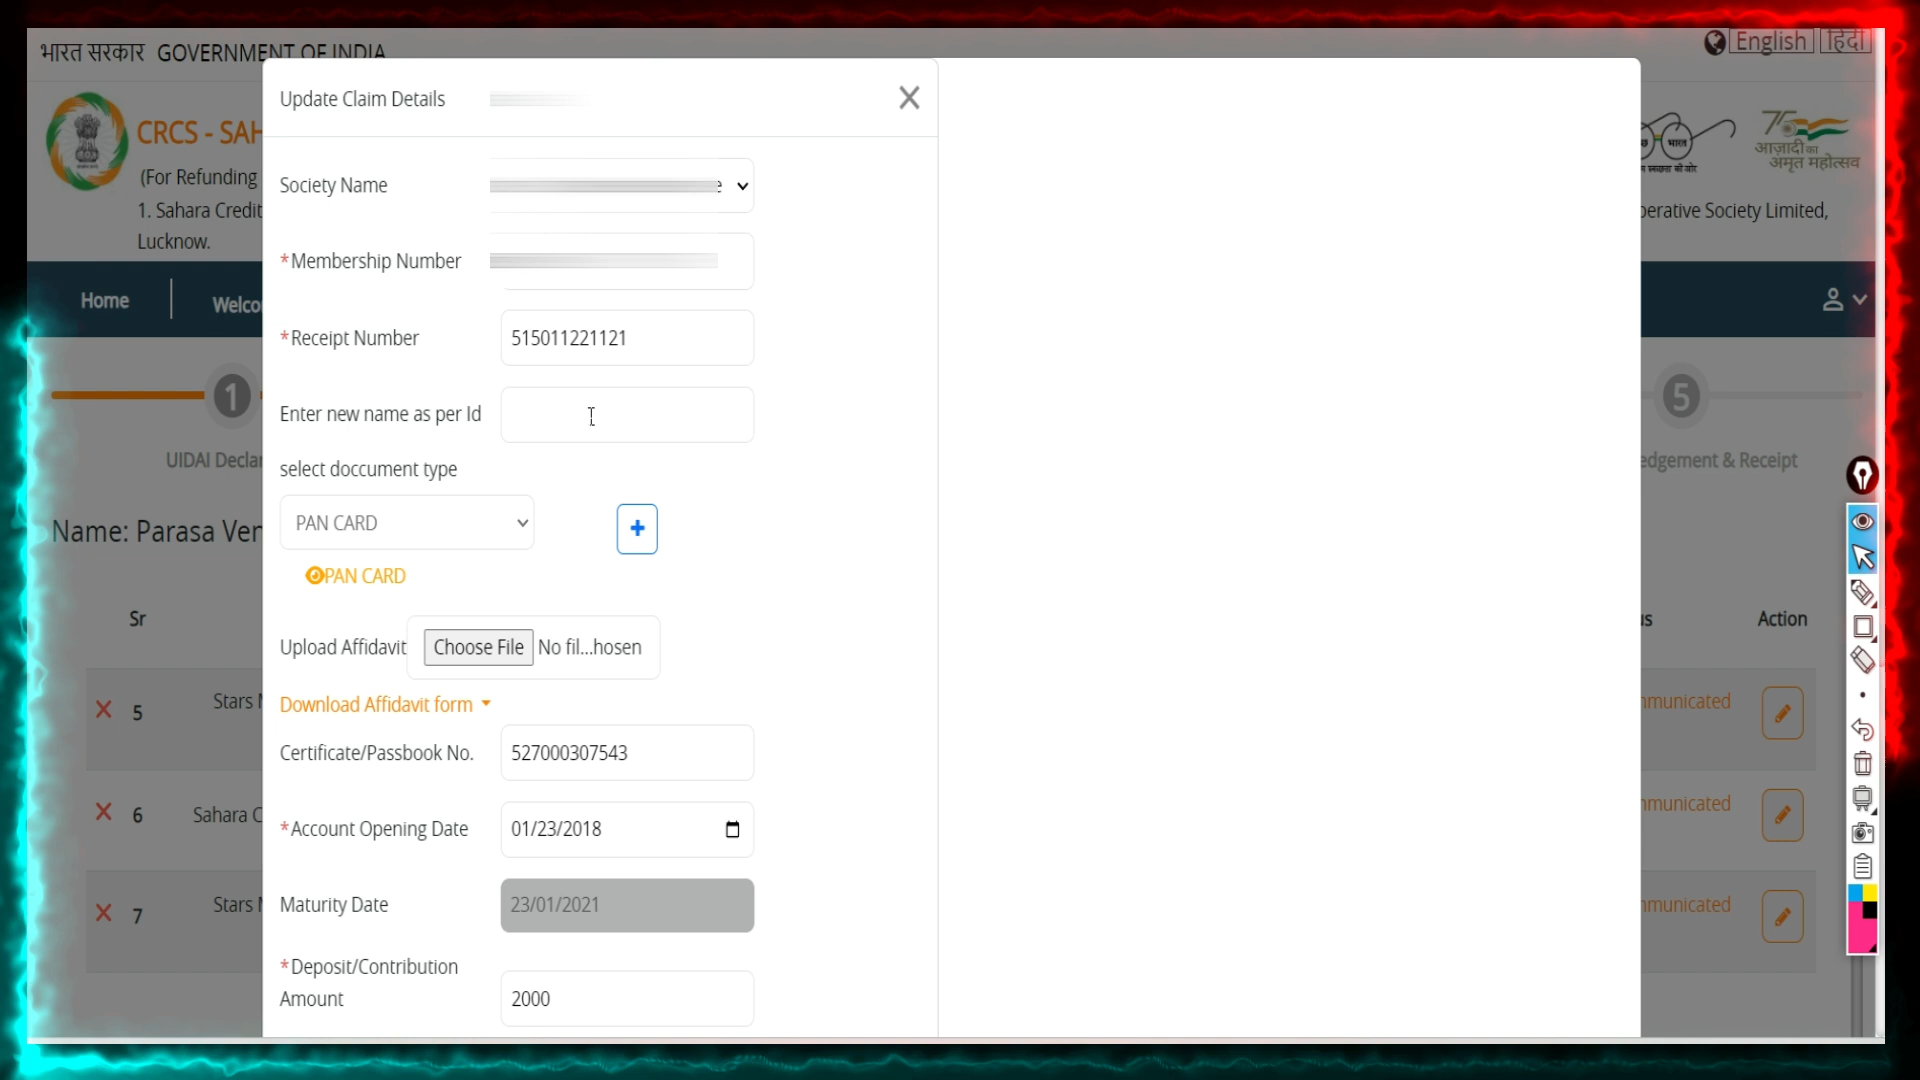 भारत सरकार GOVERNMENT OF INDIA
English हिंदी
Update Claim Details
CRCS - SAH
(For Refunding
1. Sahara Credit
perative Society Limited,
Lucknow.
आज़ादी का
अमृत महोत्सव
Society Name
*Membership Number
Home
Welco
*Receipt Number 515011221121
1
5
Enter new name as per Id
UIDAI Declar
edgement & Receipt
select doccument type
PAN CARD
+
Name: Parasa Ver
PAN CARD
Sr
us
Action
Upload Affidavit Choose File No fil...hosen
Download Affidavit form
5 Stars M
mmunicated
Certificate/Passbook No. 527000307543
6 Sahara C
mmunicated
*Account Opening Date 01/23/2018
7 Stars M
mmunicated
Maturity Date 23/01/2021
*Deposit/Contribution
Amount 2000